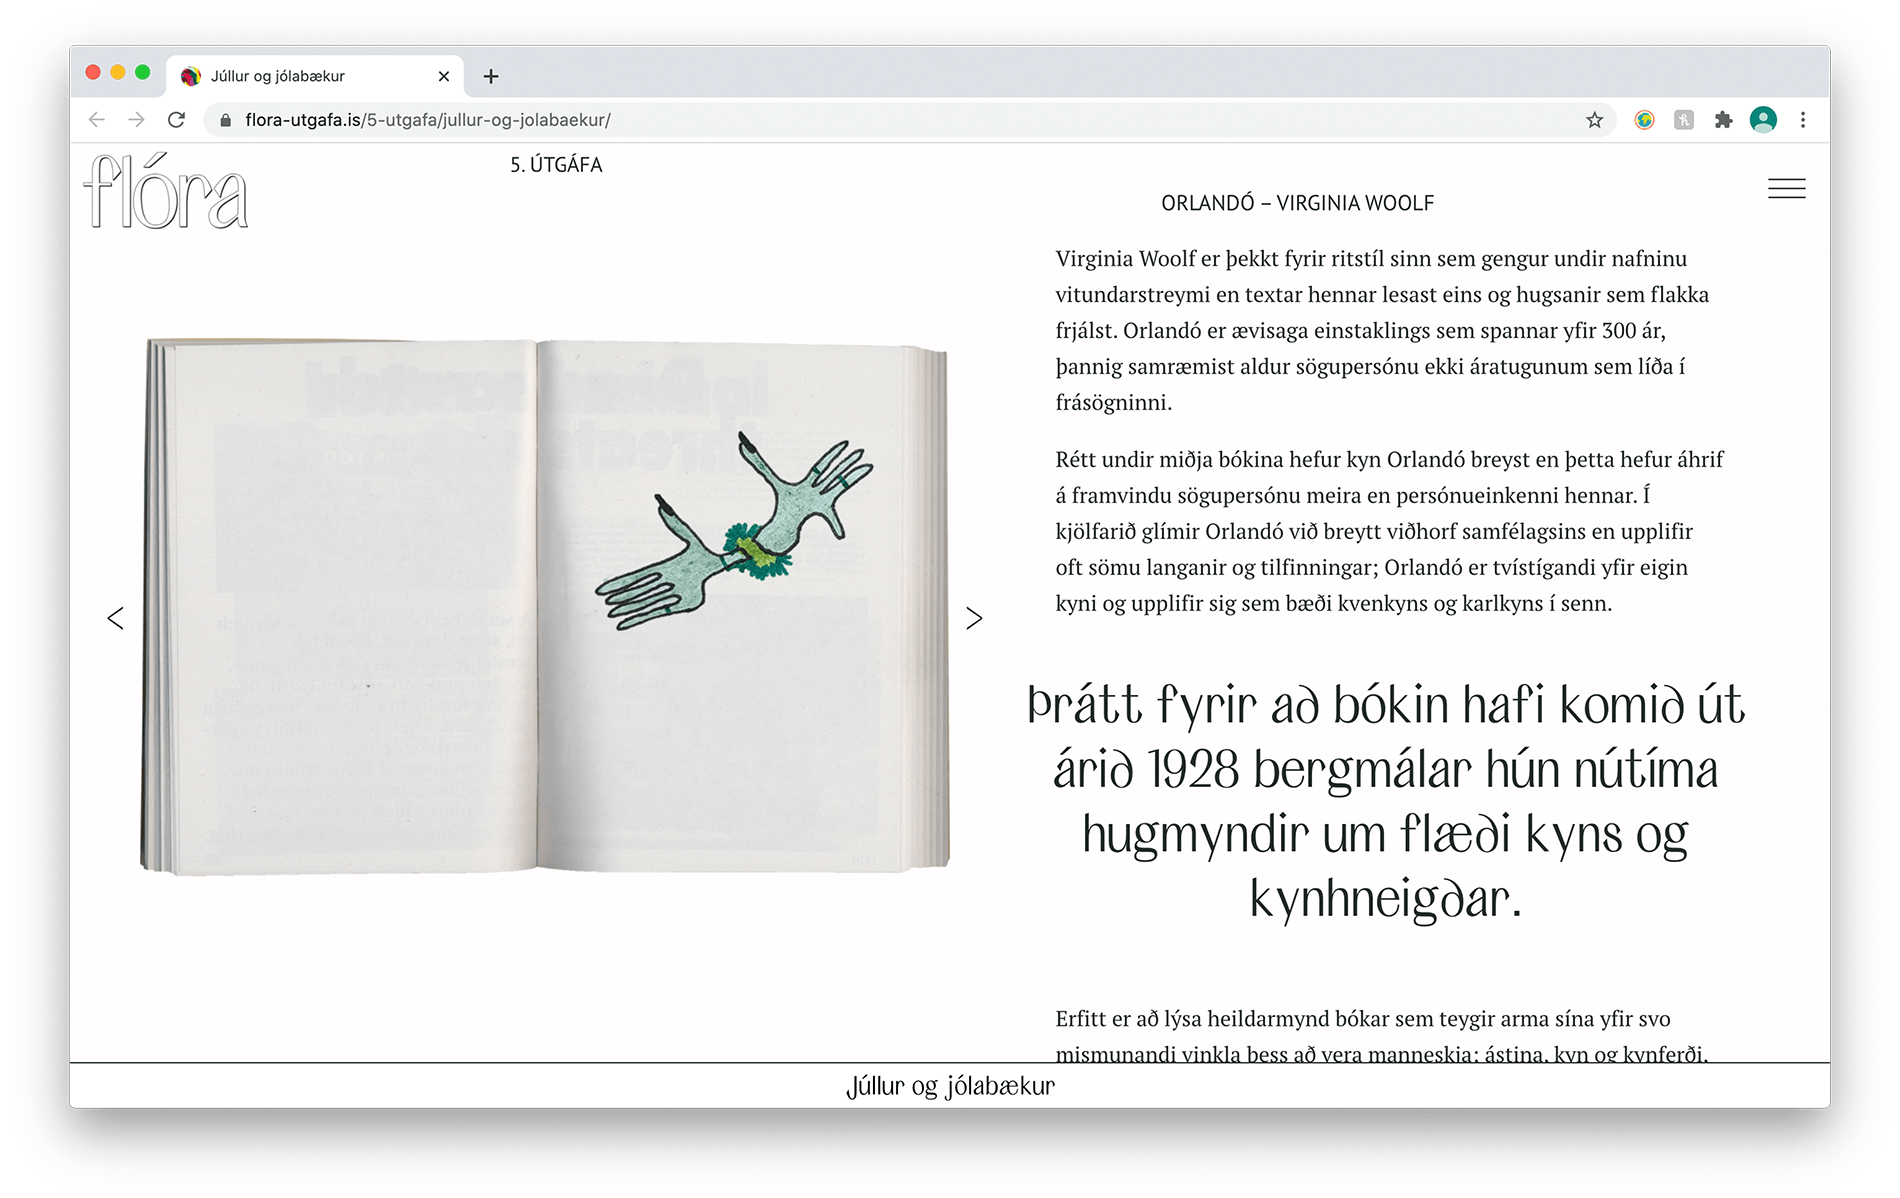 Júllur og jólabækur
flora-utgafa.is/5-utgafa/jullur-og-jolabaekur/
flóra
5. ÚTGÁFA
ORLANDÓ – VIRGINIA WOOLF
Virginia Woolf er þekkt fyrir ritstíl sinn sem gengur undir nafninu
vitundarstreymi en textar hennar lesast eins og hugsanir sem flakka
frjálst. Orlandó er ævisaga einstaklings sem spannar yfir 300 ár,
þannig samræmist aldur sögupersónu ekki áratugunum sem líða í
frásögninni.
Rétt undir miðja bókina hefur kyn Orlandó breyst en þetta hefur áhrif
á framvindu sögupersónu meira en persónueinkenni hennar. Í
kjölfarið glímir Orlandó við breytt viðhorf samfélagsins en upplifir
oft sömu langanir og tilfinningar; Orlandó er tvístígandi yfir eigin
kyni og upplifir sig sem bæði kvenkyns og karlkyns í senn.
Þrátt fyrir að bókin hafi komið út
árið 1928 bergmálar hún nútíma
hugmyndir um flæði kyns og
kynhneigðar.
Erfitt er að lýsa heildarmynd bókar sem teygir arma sína yfir svo
mismunandi vinkla þess að vera manneskja; ástina, kyn og kynferði,
Júllur og jólabækur